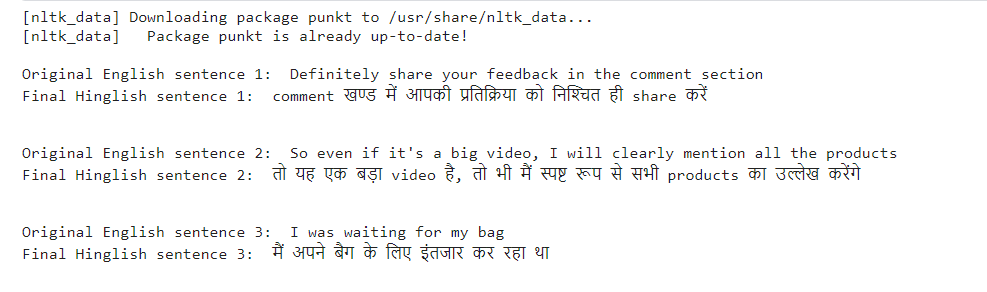 [nltk_data] Downloading package punkt to /usr/share/nltk_data...
[nltk_data]   Package punkt is already up-to-date!
Original English sentence 1:  Definitely share your feedback in the comment section
Final Hinglish sentence 1:  comment खण्ड में आपकी प्रतिक्रिया को निश्चित ही share करें
Original English sentence 2:  So even if it's a big video, I will clearly mention all the products
Final Hinglish sentence 2:  तो यह एक बड़ा video है, तो भी मैं स्पष्ट रूप से सभी products का उल्लेख करेंगे
Original English sentence 3:  I was waiting for my bag
Final Hinglish sentence 3:  मैं अपने बैग के लिए इंतजार कर रहा था